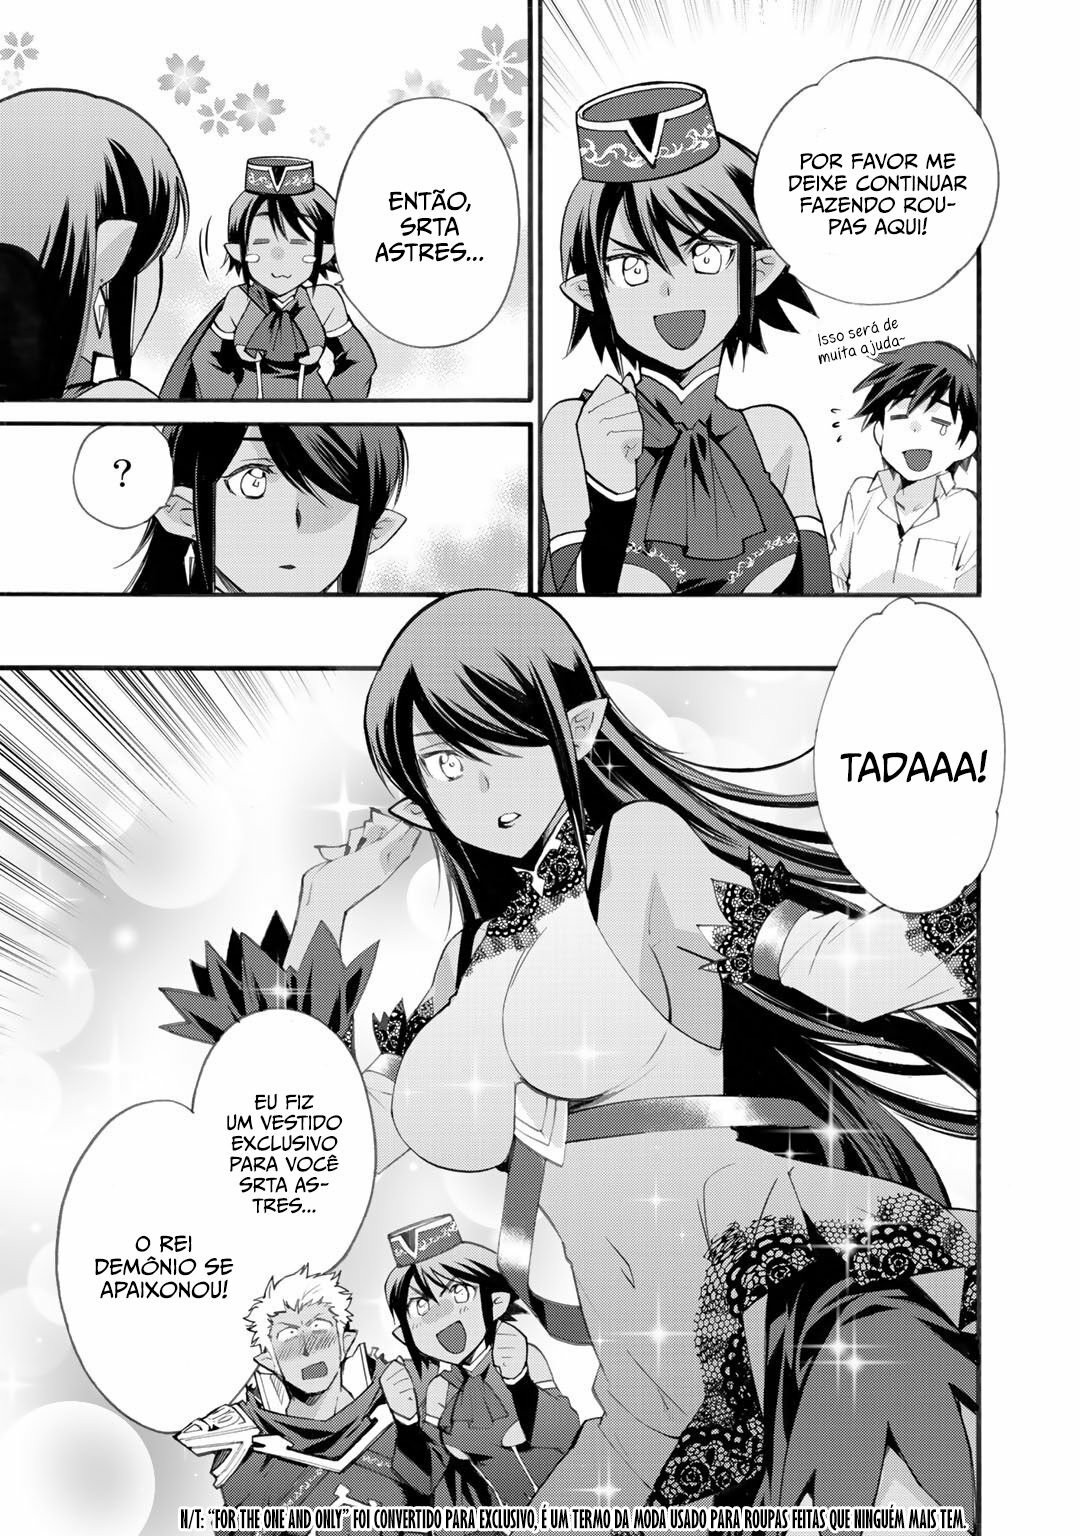 POR FAVOR ME
DEIXE CONTINUAR
FAZENDO ROU-
PAS AQUI!
Isso será de
muita ajuda~
ENTÃO,
SRTA
ASTRES...
?
TADAAA!
EU FIZ
UM VESTIDO
EXCLUSIVO
PARA VOCÊ
SRTA AS-
TRES...
O REI
DEMÔNIO SE
APAIXONOU!
N/T: “FOR THE ONE AND ONLY” FOI CONVERTIDO PARA EXCLUSIVO, É UM TERMO DA MODA USADO PARA ROUPAS FEITAS QUE NINGUÉM MAIS TEM.